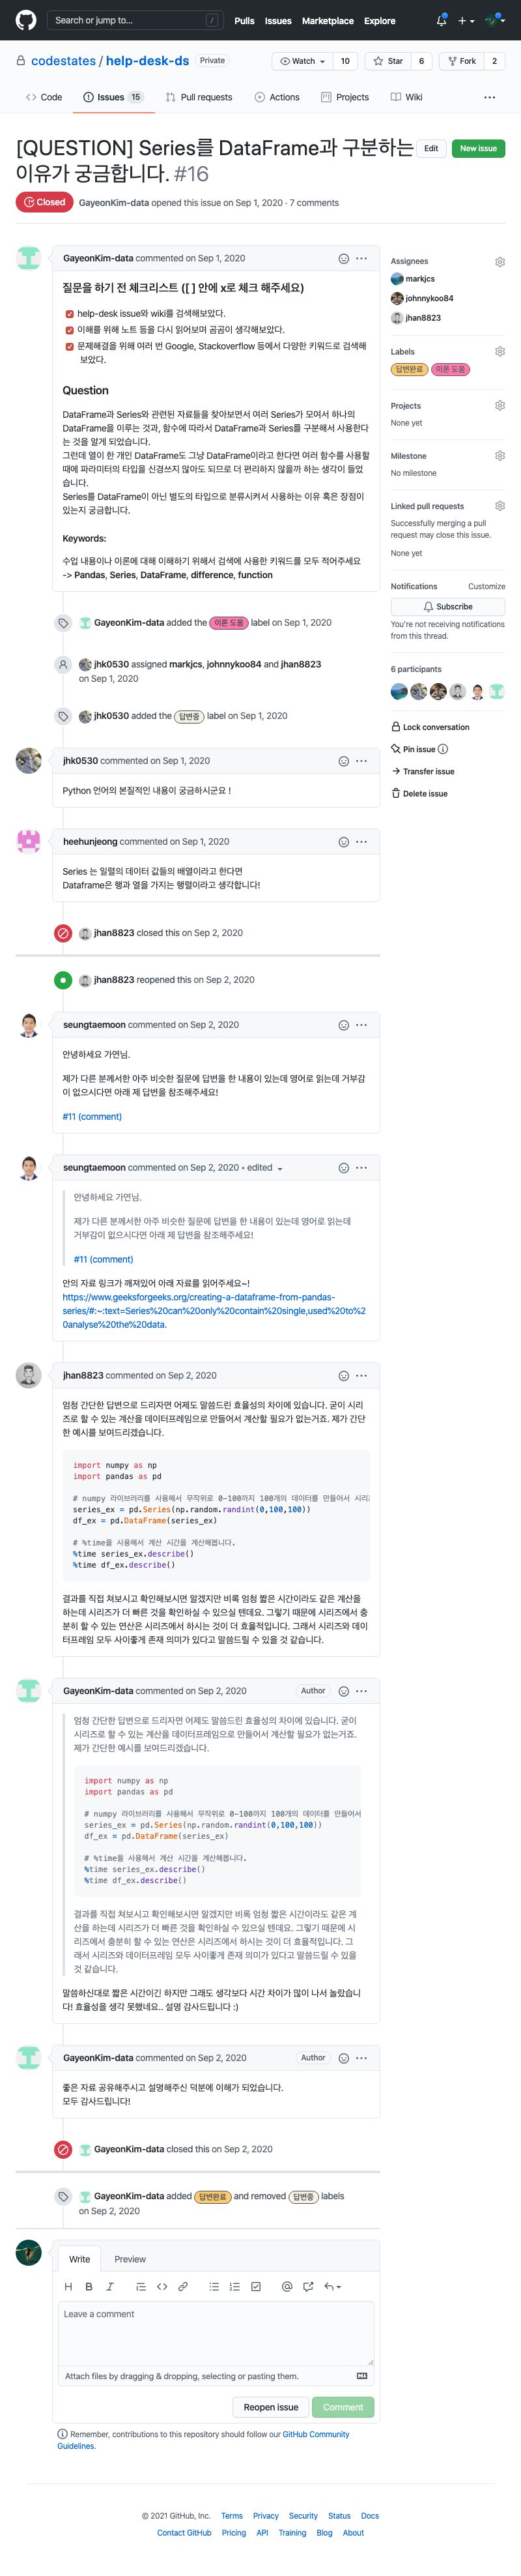 Search or jump to... /
Pulls Issues Marketplace Explore
codestates / help-desk-ds Private
Watch 10 Star 6 Fork 2
Code Issues 15 Pull requests Actions Projects Wiki
[QUESTION] Series를 DataFrame과 구분하는
이유가 궁금합니다. #16
Edit New issue
Closed GayeonKim-data opened this issue on Sep 1, 2020 · 7 comments
GayeonKim-data commented on Sep 1, 2020
질문을 하기 전 체크리스트 ([ ] 안에 x로 체크 해주세요)
help-desk issue와 wiki를 검색해보았다.
이해를 위해 노트 등을 다시 읽어보며 곰곰이 생각해보았다.
문제해결을 위해 여러 번 Google, Stackoverflow 등에서 다양한 키워드로 검색해
보았다.
Question
DataFrame과 Series와 관련된 자료들을 찾아보면서 여러 Series가 모여서 하나의
DataFrame을 이루는 것과, 함수에 따라서 DataFrame과 Series를 구분해서 사용한다
는 것을 알게 되었습니다.
그런데 열이 한 개인 DataFrame도 그냥 DataFrame이라고 한다면 여러 함수를 사용할
때에 파라미터의 타입을 신경쓰지 않아도 되므로 더 편리하지 않을까 하는 생각이 들었
습니다.
Series를 DataFrame이 아닌 별도의 타입으로 분류시켜서 사용하는 이유 혹은 장점이
있는지 궁금합니다.
Keywords:
수업 내용이나 이론에 대해 이해하기 위해서 검색에 사용한 키워드를 모두 적어주세요
-> Pandas, Series, DataFrame, difference, function
GayeonKim-data added the 이론 도움 label on Sep 1, 2020
jhk0530 assigned markjcs, johnnykoo84 and jhan8823
on Sep 1, 2020
jhk0530 added the 답변중 label on Sep 1, 2020
jhk0530 commented on Sep 1, 2020
Python 언어의 본질적인 내용이 궁금하시군요 !
heehunjeong commented on Sep 1, 2020
Series 는 일렬의 데이터 값들의 배열이라고 한다면
Dataframe은 행과 열을 가지는 행렬이라고 생각합니다!
jhan8823 closed this on Sep 2, 2020
jhan8823 reopened this on Sep 2, 2020
seungtaemoon commented on Sep 2, 2020
안녕하세요 가연님.
제가 다른 분께서한 아주 비슷한 질문에 답변을 한 내용이 있는데 영어로 읽는데 거부감
이 없으시다면 아래 제 답변을 참조해주세요!
#11 (comment)
seungtaemoon commented on Sep 2, 2020 • edited
안녕하세요 가연님.
제가 다른 분께서한 아주 비슷한 질문에 답변을 한 내용이 있는데 영어로 읽는데
거부감이 없으시다면 아래 제 답변을 참조해주세요!
#11 (comment)
안의 자료 링크가 깨져있어 아래 자료를 읽어주세요~!
https://www.geeksforgeeks.org/creating-a-dataframe-from-pandas-
series/#:~:text=Series%20can%20only%20contain%20single,used%20to%2
0analyse%20the%20data.
jhan8823 commented on Sep 2, 2020
엄청 간단한 답변으로 드리자면 어제도 말씀드린 효율성의 차이에 있습니다. 굳이 시리
즈로 할 수 있는 계산을 데이터프레임으로 만들어서 계산할 필요가 없는거죠. 제가 간단
한 예시를 보여드리겠습니다.
import numpy as np
import pandas as pd
# numpy 라이브러리를 사용해서 무작위로 0-100까지 100개의 데이터를 만들어서 시리
series_ex = pd.Series(np.random.randint(0,100,100))
df_ex = pd.DataFrame(series_ex)
# %time을 사용해서 계산 시간을 계산해봅니다.
%time series_ex.describe()
%time df_ex.describe()
결과를 직접 쳐보시고 확인해보시면 알겠지만 비록 엄청 짧은 시간이라도 같은 계산을
하는데 시리즈가 더 빠른 것을 확인하실 수 있으실 텐데요. 그렇기 때문에 시리즈에서 충
분히 할 수 있는 연산은 시리즈에서 하시는 것이 더 효율적입니다. 그래서 시리즈와 데이
터프레임 모두 사이좋게 존재 의미가 있다고 말씀드릴 수 있을 것 같습니다.
GayeonKim-data commented on Sep 2, 2020 Author
엄청 간단한 답변으로 드리자면 어제도 말씀드린 효율성의 차이에 있습니다. 굳이
시리즈로 할 수 있는 계산을 데이터프레임으로 만들어서 계산할 필요가 없는거죠.
제가 간단한 예시를 보여드리겠습니다.
import numpy as np
import pandas as pd
# numpy 라이브러리를 사용해서 무작위로 0-100까지 100개의 데이터를 만들어서
series_ex = pd.Series(np.random.randint(0,100,100))
df_ex = pd.DataFrame(series_ex)
# %time을 사용해서 계산 시간을 계산해봅니다.
%time series_ex.describe()
%time df_ex.describe()
결과를 직접 쳐보시고 확인해보시면 알겠지만 비록 엄청 짧은 시간이라도 같은 계
산을 하는데 시리즈가 더 빠른 것을 확인하실 수 있으실 텐데요. 그렇기 때문에 시
리즈에서 충분히 할 수 있는 연산은 시리즈에서 하시는 것이 더 효율적입니다. 그
래서 시리즈와 데이터프레임 모두 사이좋게 존재 의미가 있다고 말씀드릴 수 있을
것 같습니다.
말씀하신대로 짧은 시간이긴 하지만 그래도 생각보다 시간 차이가 많이 나서 놀랐습니
다! 효율성을 생각 못했네요.. 설명 감사드립니다 :)
GayeonKim-data commented on Sep 2, 2020 Author
좋은 자료 공유해주시고 설명해주신 덕분에 이해가 되었습니다.
모두 감사드립니다!
GayeonKim-data closed this on Sep 2, 2020
GayeonKim-data added 답변완료 and removed 답변중 labels
on Sep 2, 2020
Write Preview
Leave a comment
Attach files by dragging & dropping, selecting or pasting them.
Reopen issue Comment
Remember, contributions to this repository should follow our GitHub Community
Guidelines.
Assignees
markjcs
johnnykoo84
jhan8823
Labels
답변완료 이론 도움
Projects
None yet
Milestone
No milestone
Linked pull requests
Successfully merging a pull
request may close this issue.
None yet
Notifications Customize
Subscribe
You're not receiving notifications
from this thread.
6 participants
Lock conversation
Pin issue
Transfer issue
Delete issue
© 2021 GitHub, Inc. Terms Privacy Security Status Docs
Contact GitHub Pricing API Training Blog About